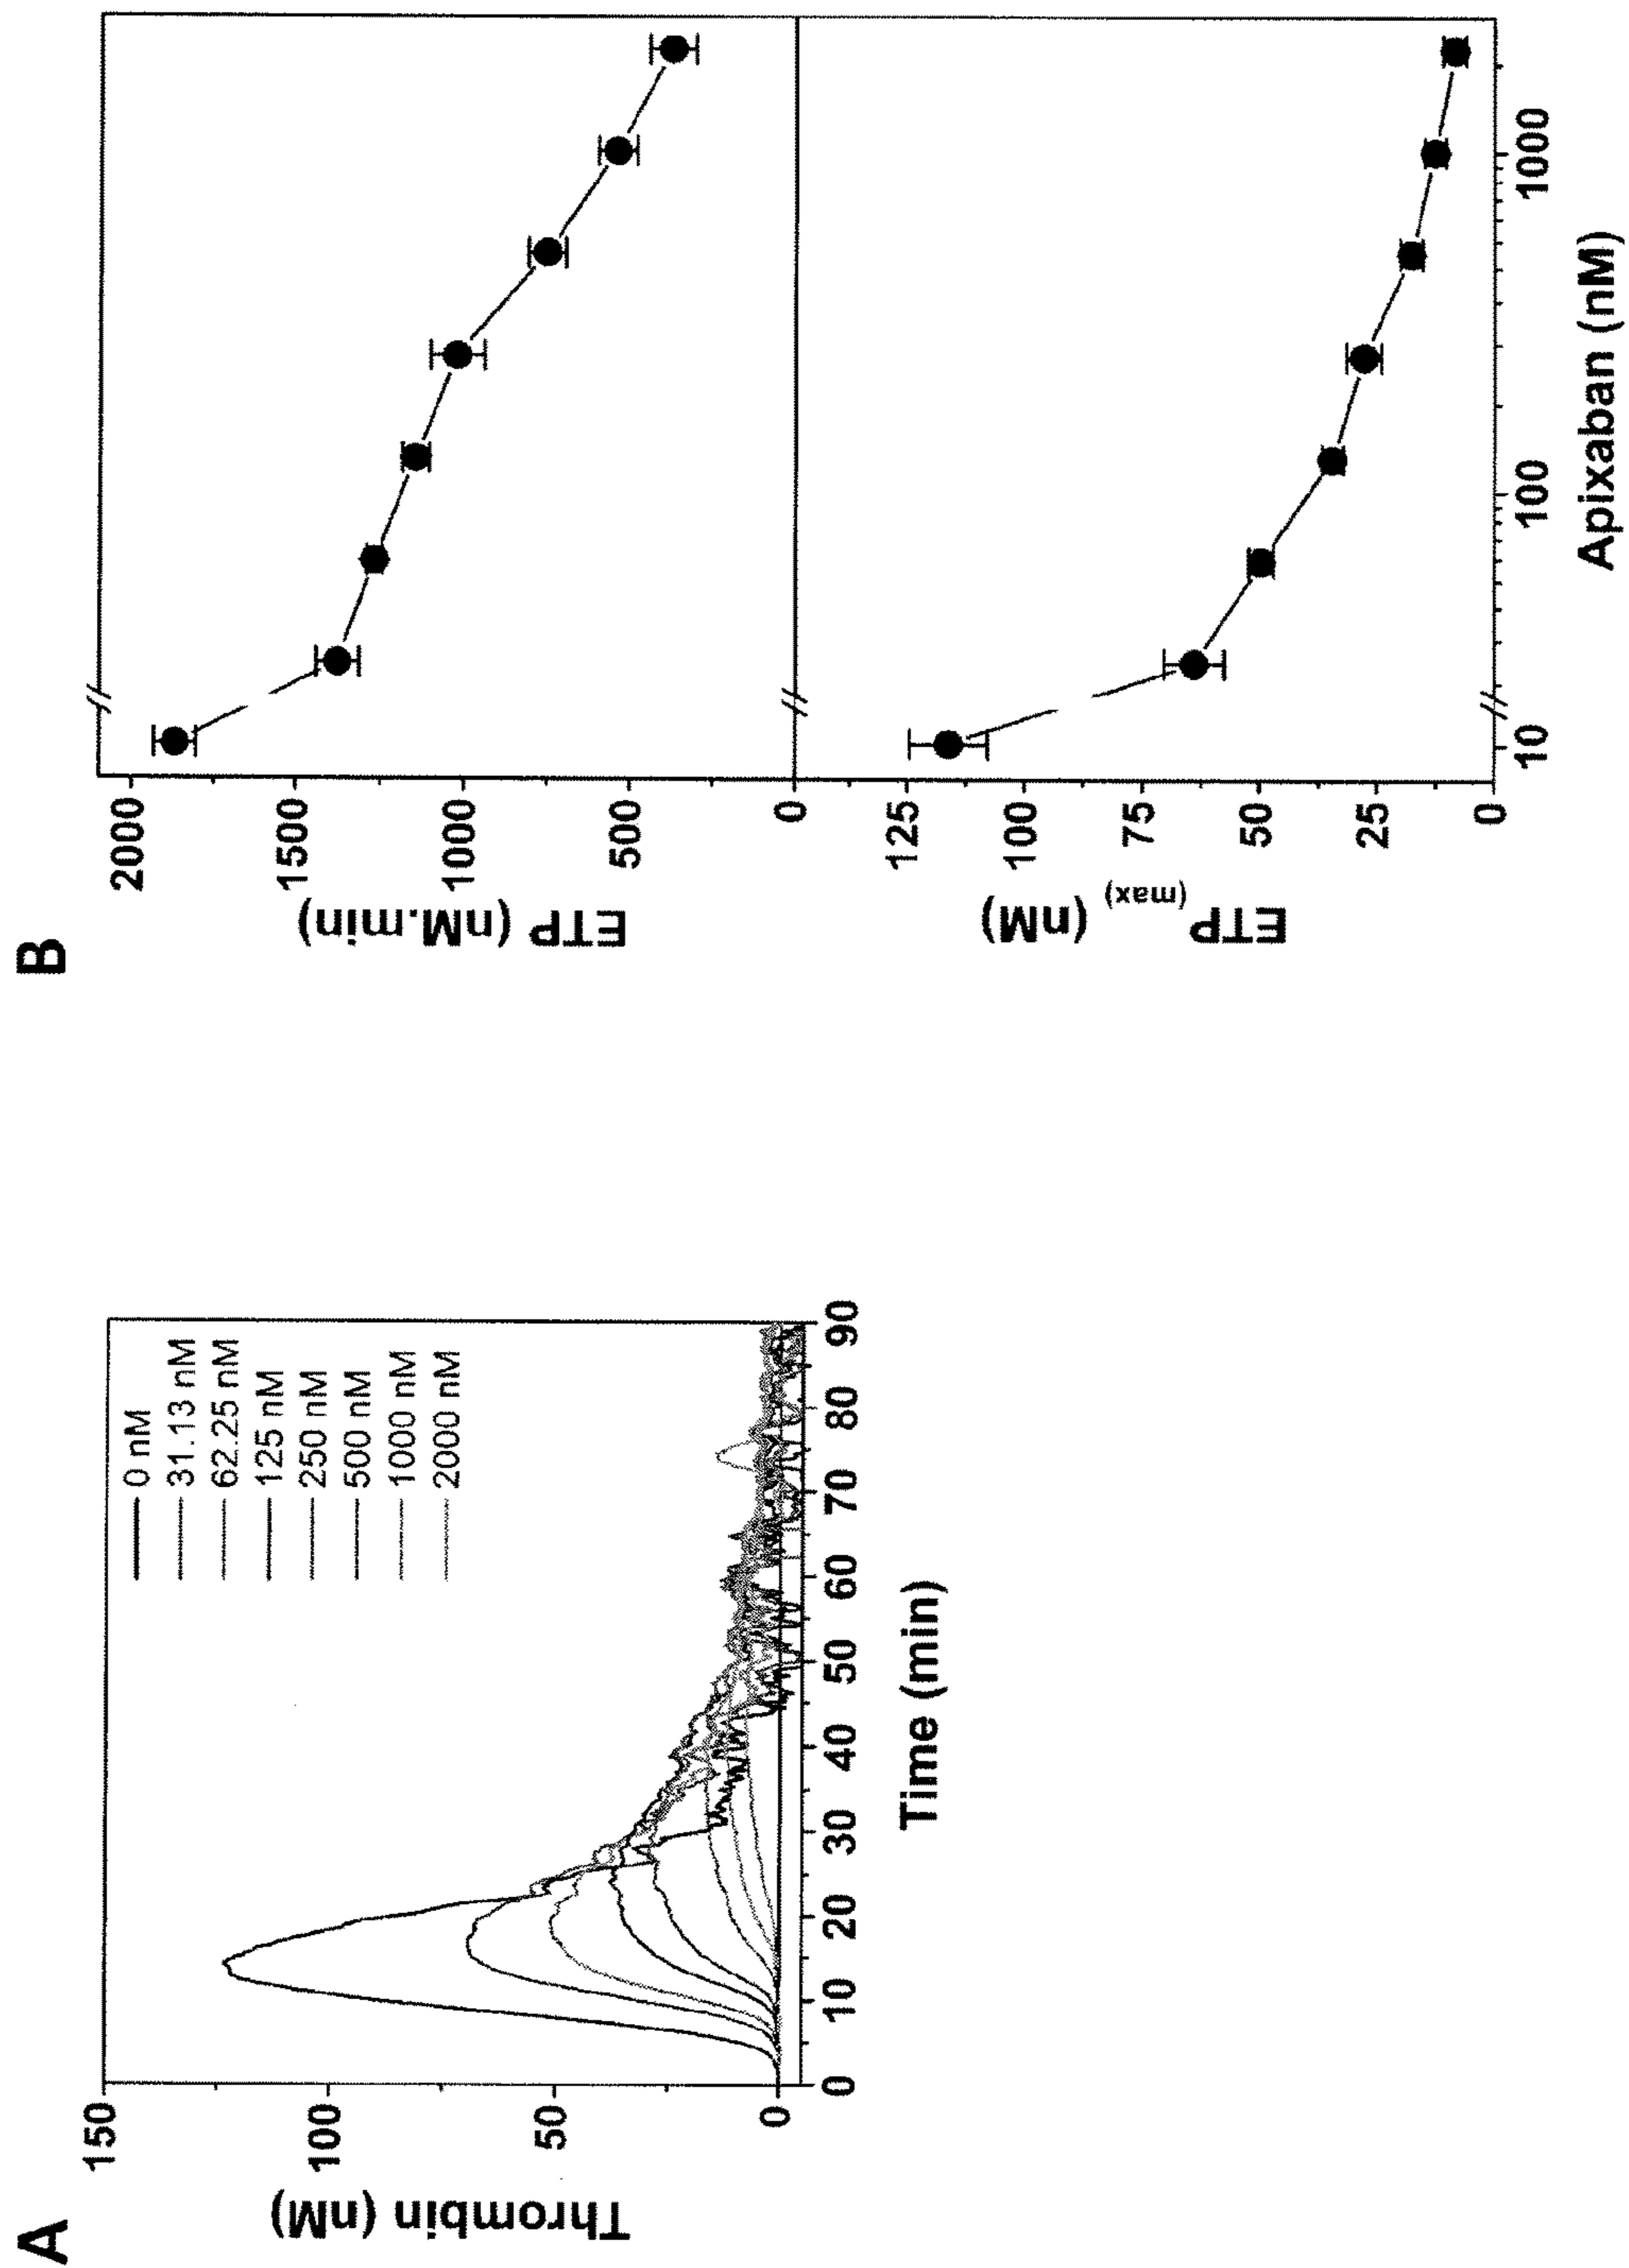 A
Thrombin (nM)
150
100
50
0
0 nM
31.13 nM
62.25 nM
125 nM
250 nM
500 nM
1000 nM
2000 nM
0 10 20 30 40 50 60 70 80 90
Time (min)
B
ETP (nM.min)
2000
1500
1000
500
0
ETP (max) (nM)
125
100
75
50
25
0
10 100 1000
Apixaban (nM)